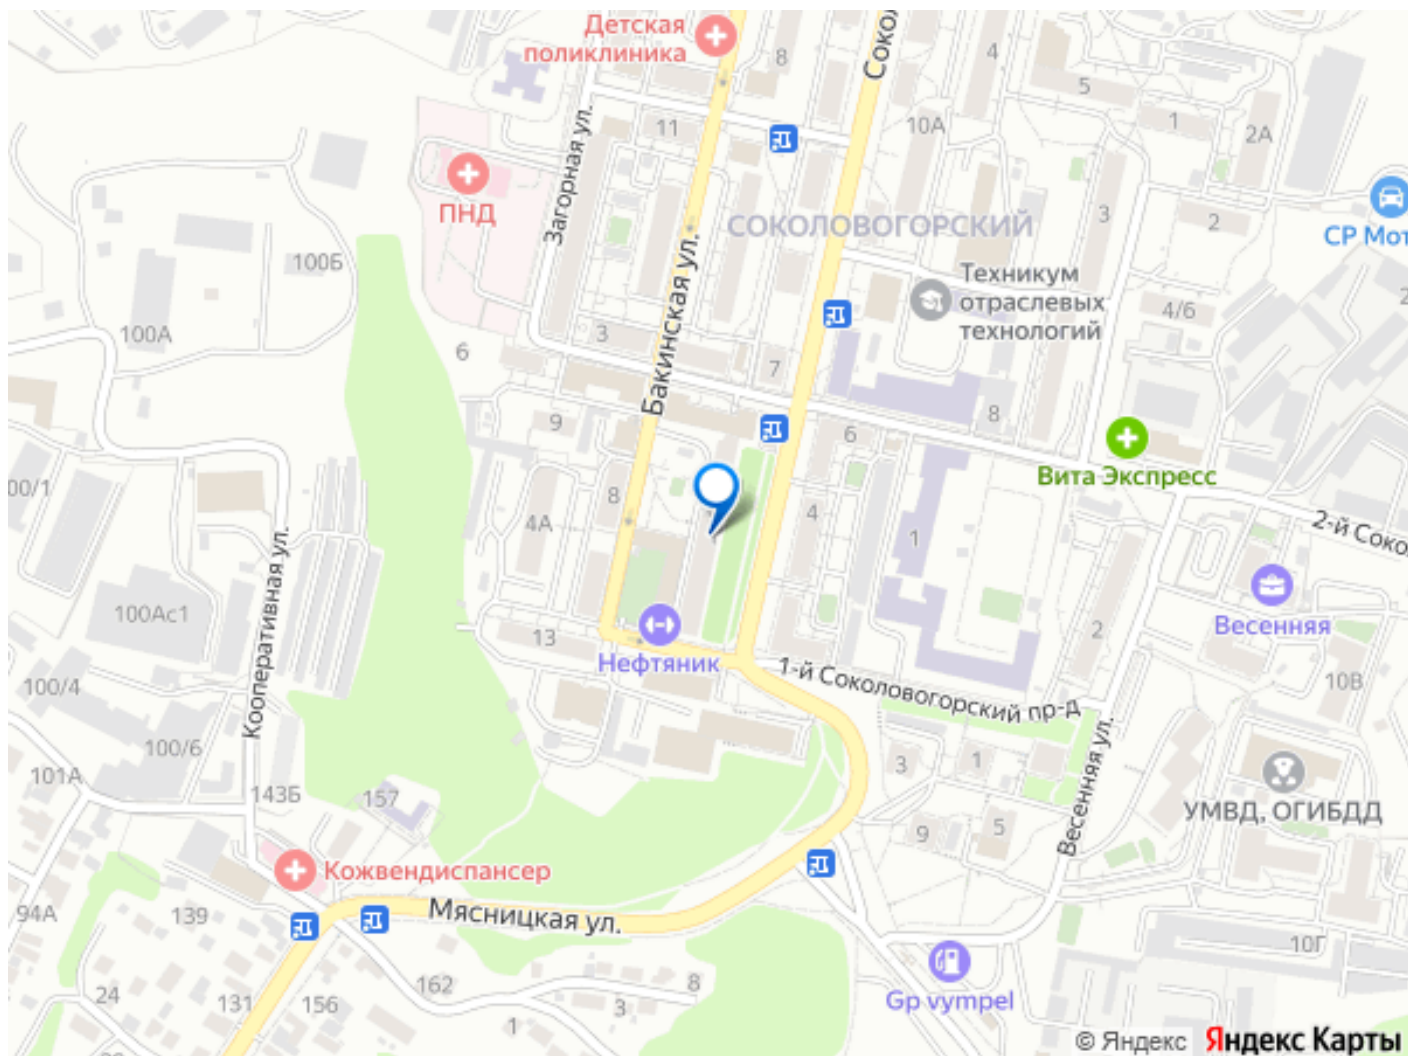 Детская
поликлиника
8
Соко
4
5
11
10А
1
2А
ПНД
Загорная ул.
СОКОЛОВОГОРСКИЙ
3
2
СР Мот
100Б
Бакинская ул.
Техникум
отраслевых
технологий
4/6
2
100А
6
3
7
8
9
6
Вита Экспресс
00/1
8
4А
4
1
2-й Соко
Кооперативная ул.
100Ас1
13
Нефтяник
2
Весенняя
1-й Соколовогорский пр-д
100/4
10В
100/6
101А
143Б
157
3
1
Весенняя ул.
УМВД, ОГИБДД
9
5
Кожвендиспансер
94А
139
Мясницкая ул.
10Г
24
131
156
162
8
1
3
Gp vympel
© Яндекс Яндекс Карты